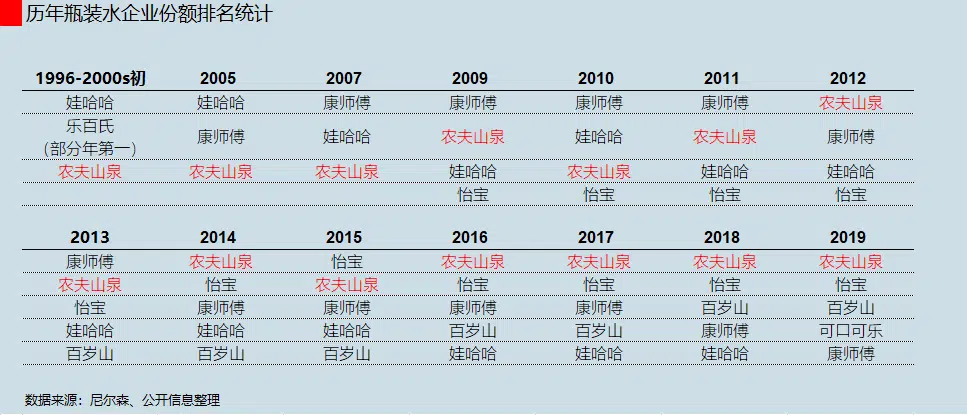 历年瓶装水企业份额排名统计
1996-2000s初 2005 2007 2009 2010 2011 2012
娃哈哈 娃哈哈 康师傅 康师傅 康师傅 康师傅 农夫山泉
乐百氏
（部分年第一） 康师傅 娃哈哈 农夫山泉 娃哈哈 农夫山泉 康师傅
农夫山泉 农夫山泉 农夫山泉 娃哈哈 农夫山泉 娃哈哈 娃哈哈
怡宝 怡宝 怡宝 怡宝
2013 2014 2015 2016 2017 2018 2019
康师傅 农夫山泉 怡宝 农夫山泉 农夫山泉 农夫山泉 农夫山泉
农夫山泉 怡宝 农夫山泉 怡宝 怡宝 怡宝 怡宝
怡宝 康师傅 康师傅 康师傅 康师傅 百岁山 百岁山
娃哈哈 娃哈哈 娃哈哈 百岁山 百岁山 康师傅 可口可乐
百岁山 百岁山 百岁山 娃哈哈 娃哈哈 娃哈哈 康师傅
数据来源：尼尔森、公开信息整理